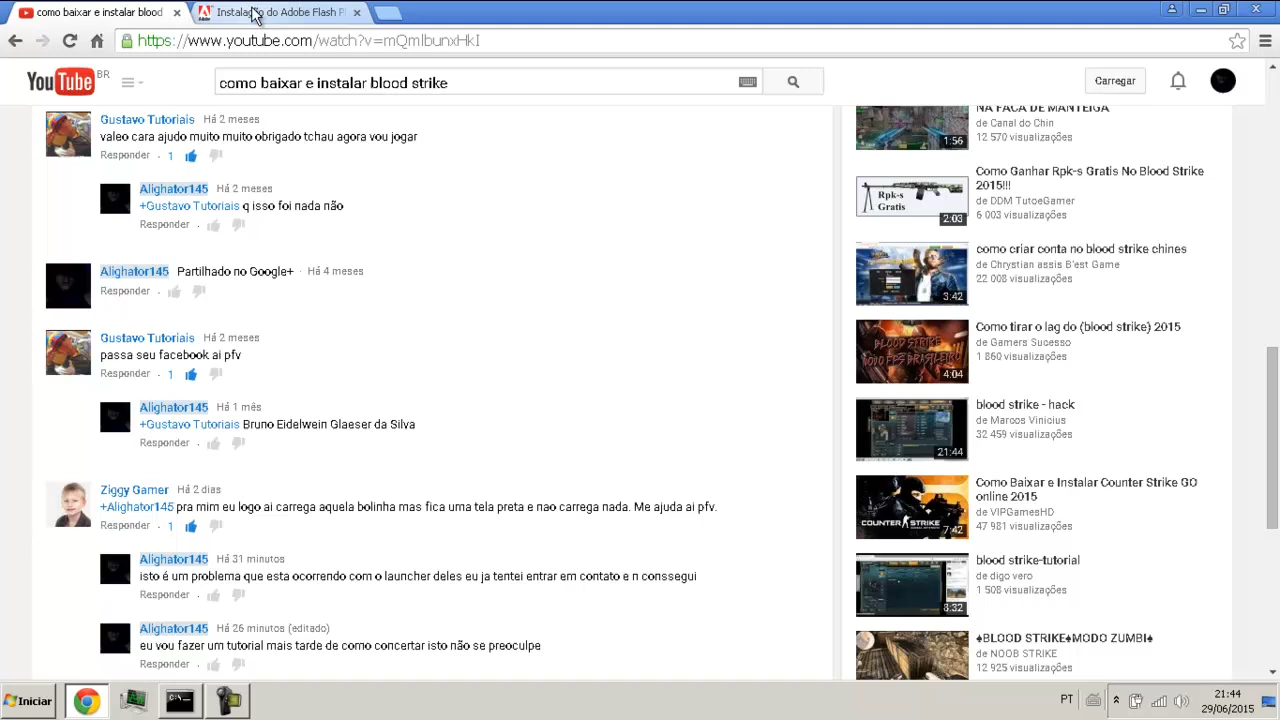 como baixar e instalar blood
Instalação do Adobe Flash Pl
https://www.youtube.com/watch?v=mQmlbunxHkI
YouTube BR
como baixar e instalar blood strike
Carregar
Gustavo Tutoriais Há 2 meses
valeo cara ajudo muito muito obrigado tchau agora vou jogar
Responder · 1
Alighator145 Há 2 meses
+Gustavo Tutoriais q isso foi nada não
Responder ·
Alighator145 Partilhado no Google+ · Há 4 meses
Responder ·
Gustavo Tutoriais Há 2 meses
passa seu facebook ai pfv
Responder · 1
Alighator145 Há 1 mês
+Gustavo Tutoriais Bruno Ederwxin Glasser da Silva
Responder ·
Ziggy Gamer Há 2 dias
+Alighator145 pra mim
ai carrega aquela bolinha mas fica uma tela preta e nao carrega nada. Me ajuda ai pfv.
Responder · 1
Alighator145 Há 31 minutos
isto é um problema que esta ocorrendo com o launcher deles eu ja tentei entrar em contato e n conssegui
Responder ·
Alighator145 Há 26 minutos (editado)
eu vou fazer um tutorial mais tarde de como concertar isto não se preoculpe
Responder ·
NA FACA DE MANTEIGA
de Canal do Chin
12 570 visualizações
1:56
Como Ganhar Rpk-s Gratis No Blood Strike
2015!!!
de DDM TutoeGamer
6 003 visualizações
Rpk-s
Gratis
2:03
como criar conta no blood strike chines
de Chrystian assis B'est Game
22 008 visualizações
3:42
Como tirar o lag do (blood strike) 2015
de Gamers Sucesso
1 860 visualizações
BLOOD STRIKE
NOVO FPS BRASILEIRO
4:04
blood strike - hack
de Marcos Vinicius
32 459 visualizações
21:44
Como Baixar e Instalar Counter Strike GO
online 2015
de VIPGamesHD
47 981 visualizações
COUNTER STRIKE
7:42
blood strike-tutorial
de digo vero
1 508 visualizações
8:32
♠BLOOD STRIKE♠MODO ZUMBI♠
de NOOB STRIKE
12 925 visualizações
Iniciar
PT
21:44
29/06/2015